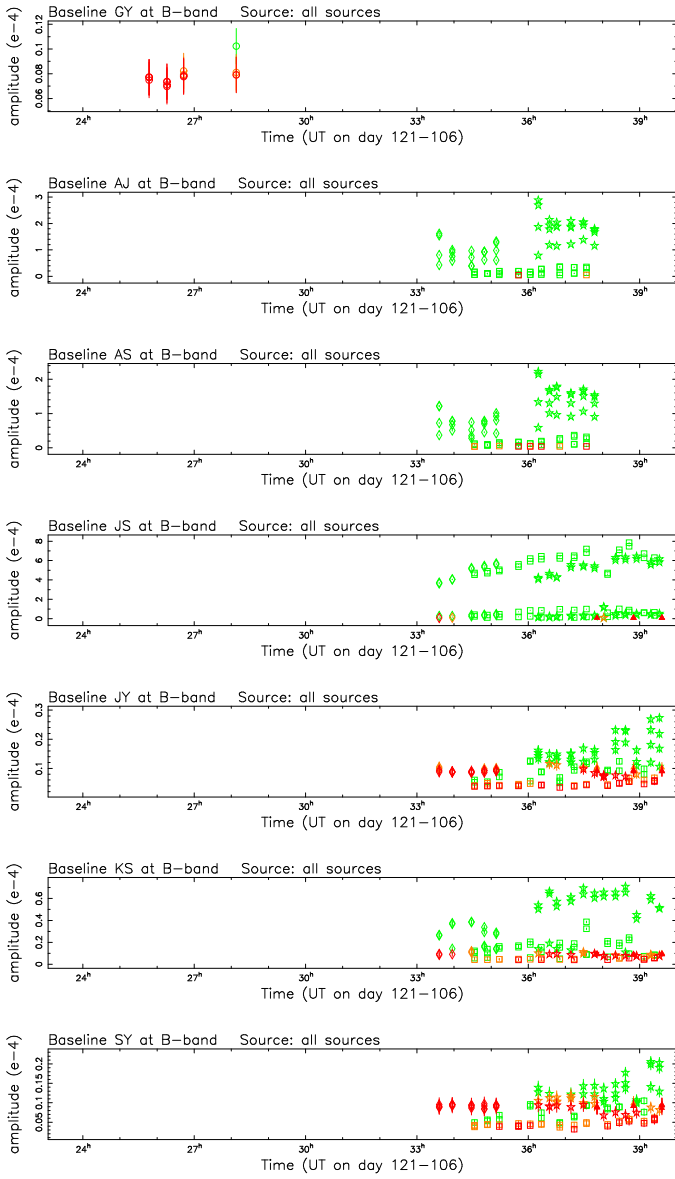 Baseline GY at B-band Source: all sources
amplitude (e-4)
0.06 0.08 0.1 0.12
24h 27h 30h 33h 36h 39h
Time (UT on day 121-106)
Baseline AJ at B-band Source: all sources
amplitude (e-4)
0 1 2 3
24h 27h 30h 33h 36h 39h
Time (UT on day 121-106)
Baseline AS at B-band Source: all sources
amplitude (e-4)
0 1 2
24h 27h 30h 33h 36h 39h
Time (UT on day 121-106)
Baseline JS at B-band Source: all sources
amplitude (e-4)
0 2 4 6 8
24h 27h 30h 33h 36h 39h
Time (UT on day 121-106)
Baseline JY at B-band Source: all sources
amplitude (e-4)
0.1 0.2 0.3
24h 27h 30h 33h 36h 39h
Time (UT on day 121-106)
Baseline KS at B-band Source: all sources
amplitude (e-4)
0 0.2 0.4 0.6
24h 27h 30h 33h 36h 39h
Time (UT on day 121-106)
Baseline SY at B-band Source: all sources
amplitude (e-4)
0.05 0.1 0.15 0.2
24h 27h 30h 33h 36h 39h
Time (UT on day 121-106)